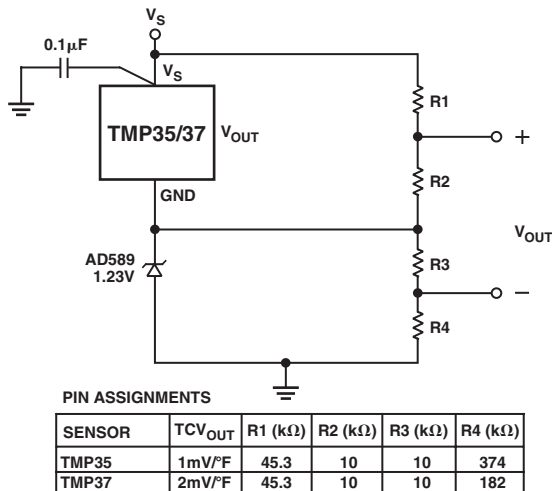 V_S
0.1µF
V_S
R1
TMP35/37
V_OUT
+
R2
GND
V_OUT
AD589
1.23V
R3
−
R4
PIN ASSIGNMENTS
SENSOR TCV_OUT R1 (kΩ) R2 (kΩ) R3 (kΩ) R4 (kΩ)
TMP35 1mV/°F 45.3 10 10 374
TMP37 2mV/°F 45.3 10 10 182